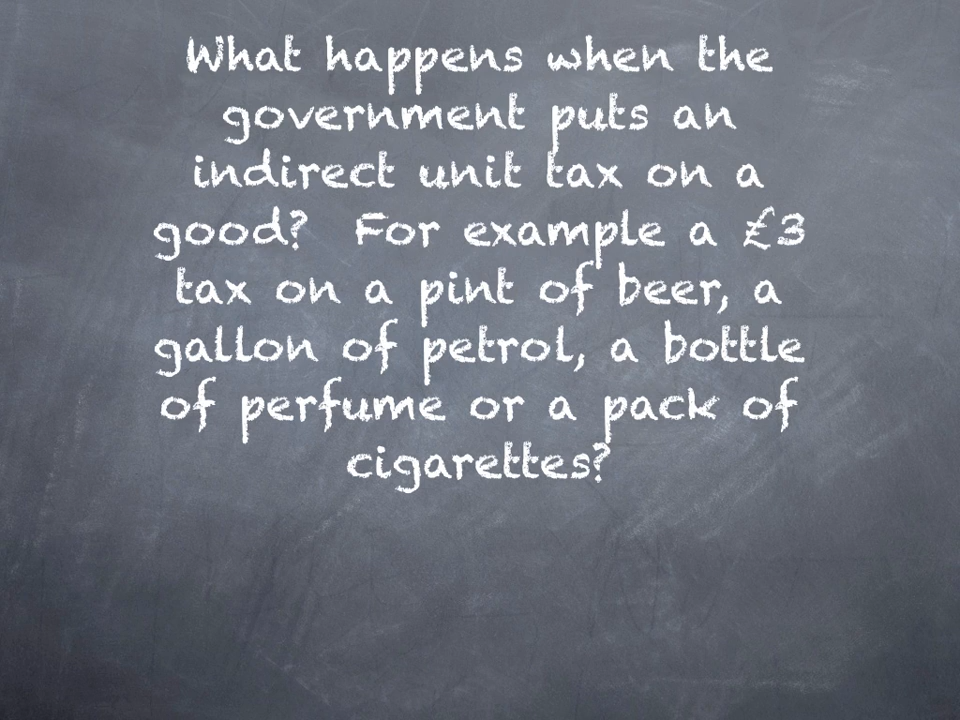 What happens when the
government puts an
indirect unit tax on a
good?  For example a £3
tax on a pint of beer, a
gallon of petrol, a bottle
of perfume or a pack of
cigarettes?